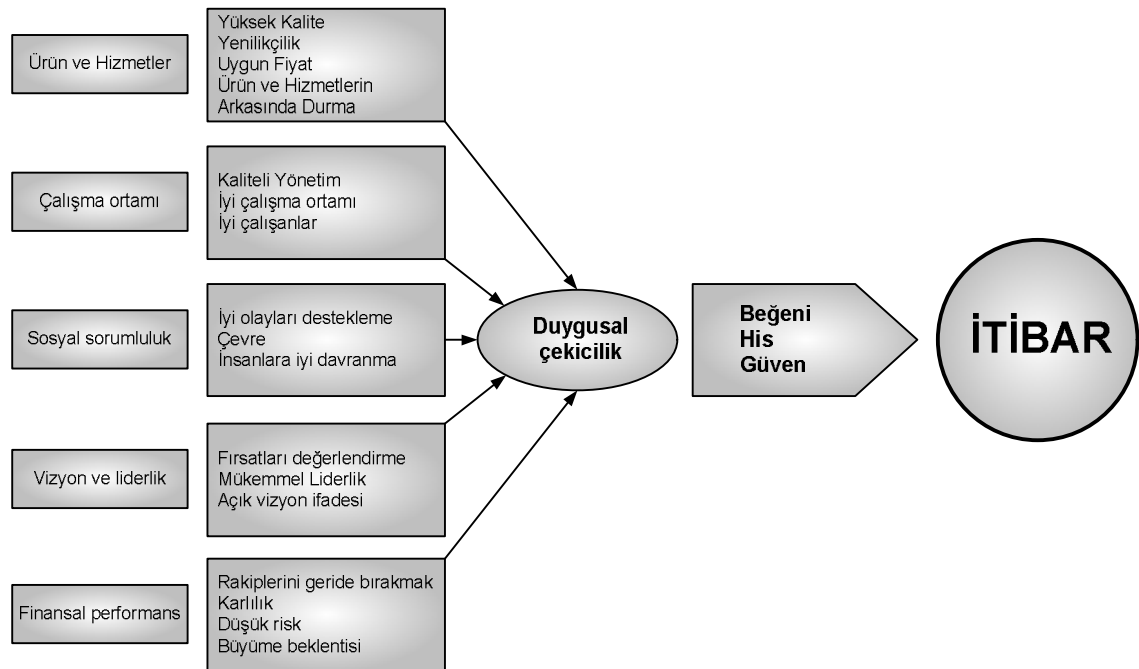 Ürün ve Hizmetler
Yüksek Kalite
Yenilikçilik
Uygun Fiyat
Ürün ve Hizmetlerin
Arkasında Durma
Çalışma ortamı
Kaliteli Yönetim
İyi çalışma ortamı
İyi çalışanlar
Sosyal sorumluluk
İyi olayları destekleme
Çevre
İnsanlara iyi davranma
Vizyon ve liderlik
Fırsatları değerlendirme
Mükemmel Liderlik
Açık vizyon ifadesi
Finansal performans
Rakiplerini geride bırakmak
Karlılık
Düşük risk
Büyüme beklentisi
Duygusal
çekicilik
Beğeni
His
Güven
İTİBAR